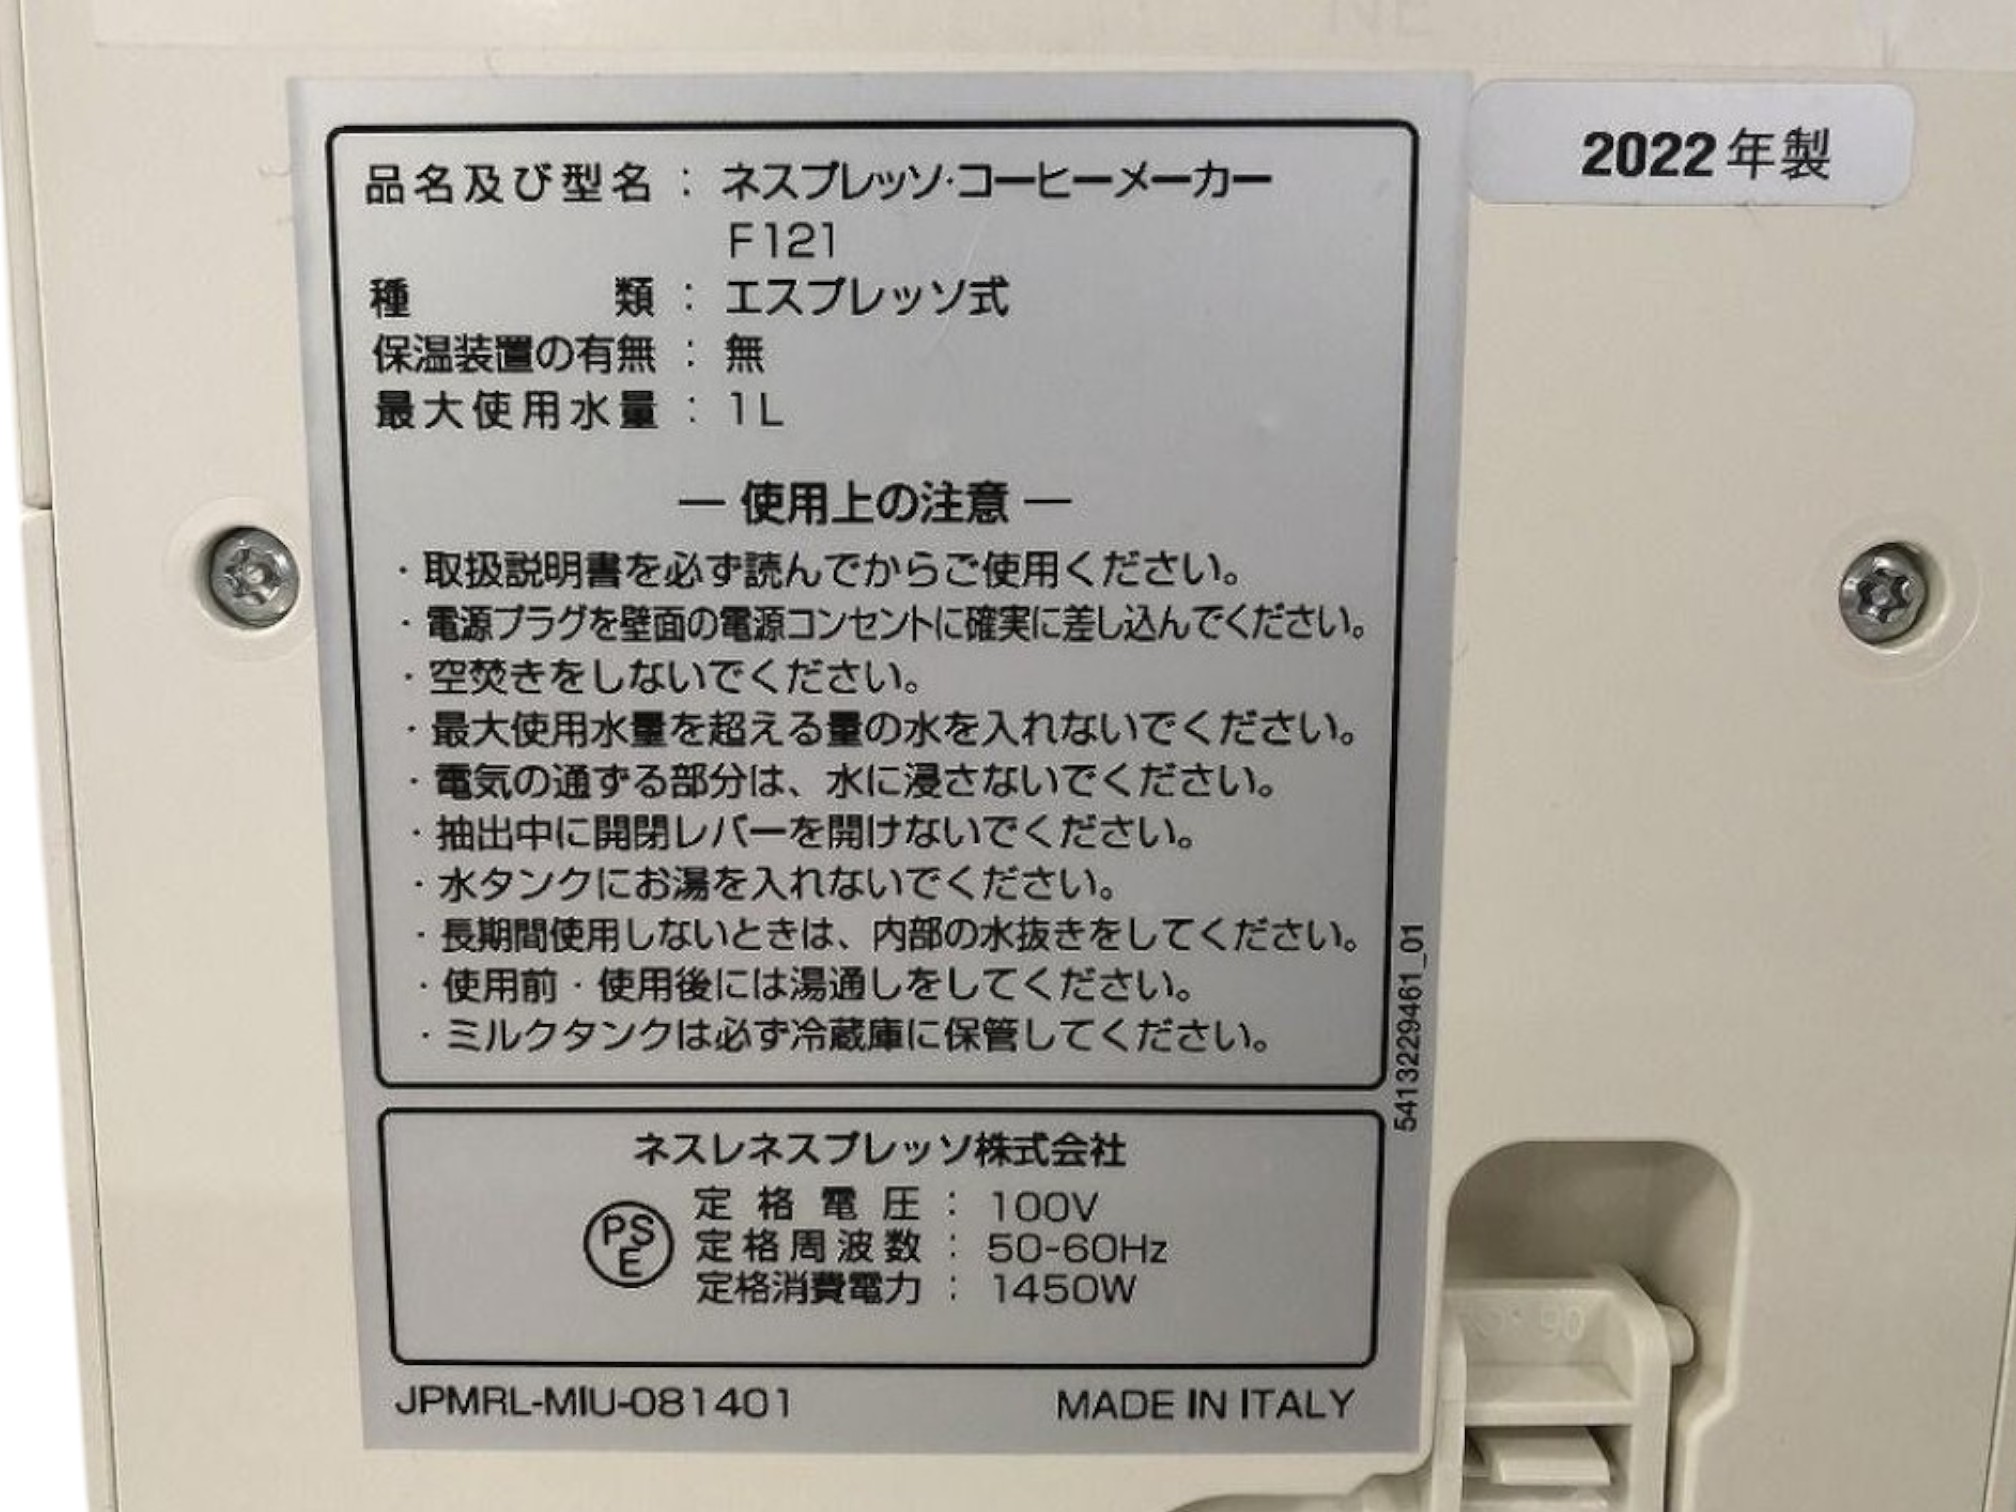 2022年製
品名及び型名：ネスプレッソ・コーヒーメーカー
F121
種類：エスプレッソ式
保温装置の有無：無
最大使用水量：1L
― 使用上の注意 ―
・取扱説明書を必ず読んでからご使用ください。
・電源プラグを壁面の電源コンセントに確実に差し込んでください。
・空焚きをしないでください。
・最大使用水量を超える量の水を入れないでください。
・電気の通ずる部分は、水に浸さないでください。
・抽出中に開閉レバーを開けないでください。
・水タンクにお湯を入れないでください。
・長期間使用しないときは、内部の水抜きをしてください。
・使用前・使用後には湯通しをしてください。
・ミルクタンクは必ず冷蔵庫に保管してください。
5413229461_01
ネスレネスプレッソ株式会社
PSE
定格電圧：100V
定格周波数：50-60Hz
定格消費電力：1450W
JPMRL-MIU-081401 MADE IN ITALY